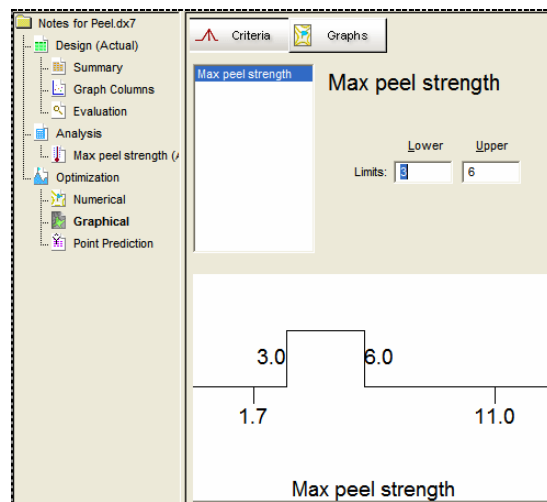 Notes for Peel.dx7
Design (Actual)
Summary
Graph Columns
Evaluation
Analysis
Max peel strength (A
Optimization
Numerical
Graphical
Point Prediction
Criteria
Graphs
Max peel strength
Max peel strength
Lower Upper
Limits: 3 6
3.0 6.0
1.7 11.0
Max peel strength